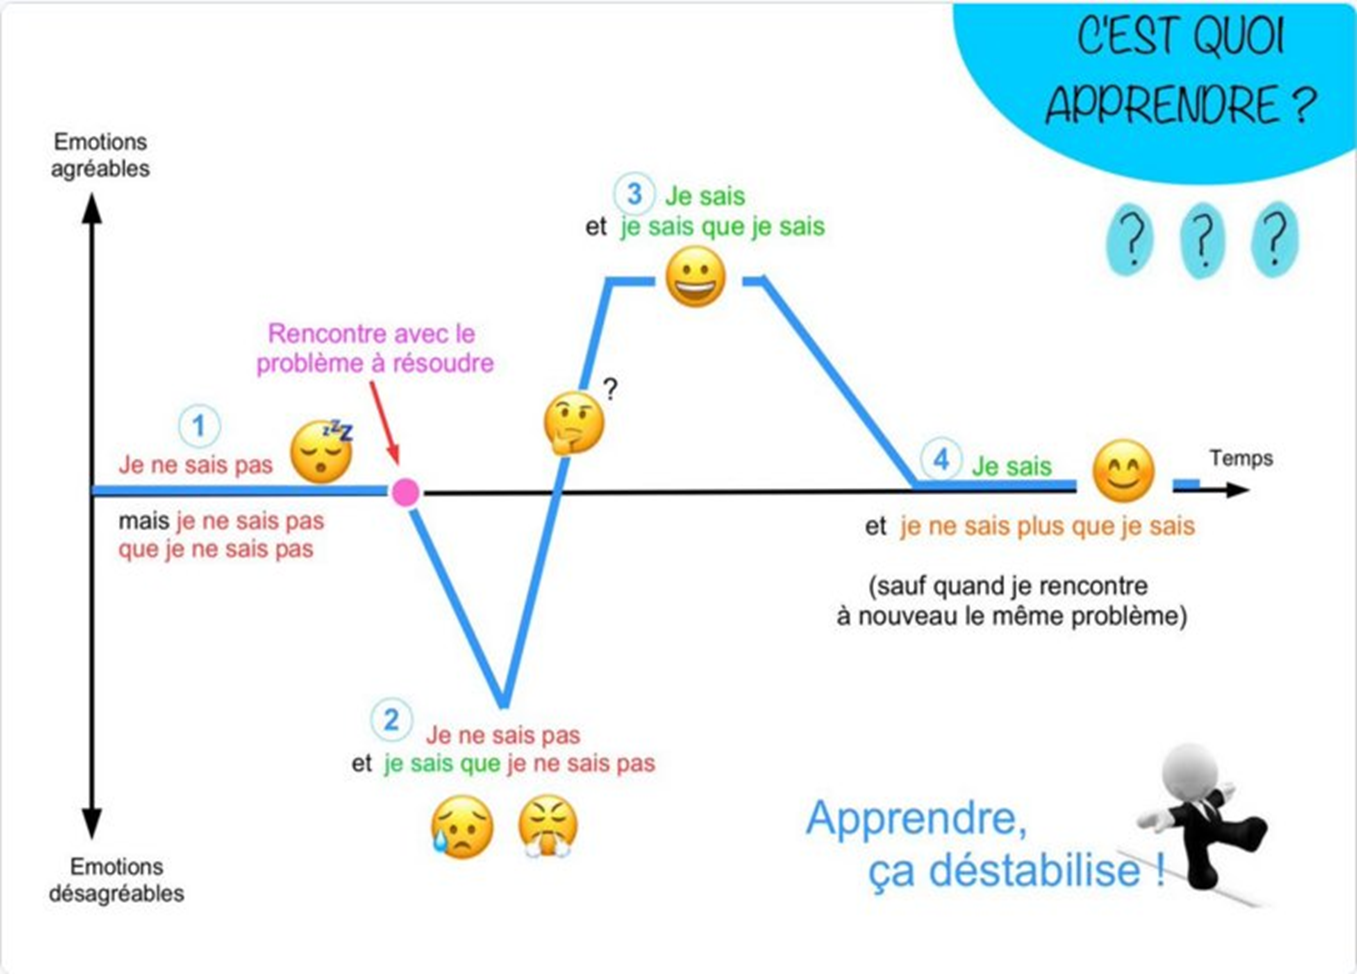 C'EST QUOI
APPRENDRE ?
? ? ?
Emotions
agréables
3 Je sais
et je sais que je sais
Rencontre avec le
problème à résoudre
?
1
zzZ
Je ne sais pas
mais je ne sais pas
que je ne sais pas
4 Je sais
Temps
et je ne sais plus que je sais
(sauf quand je rencontre
à nouveau le même problème)
2
Je ne sais pas
et je sais que je ne sais pas
Apprendre,
ça déstabilise !
Emotions
désagréables